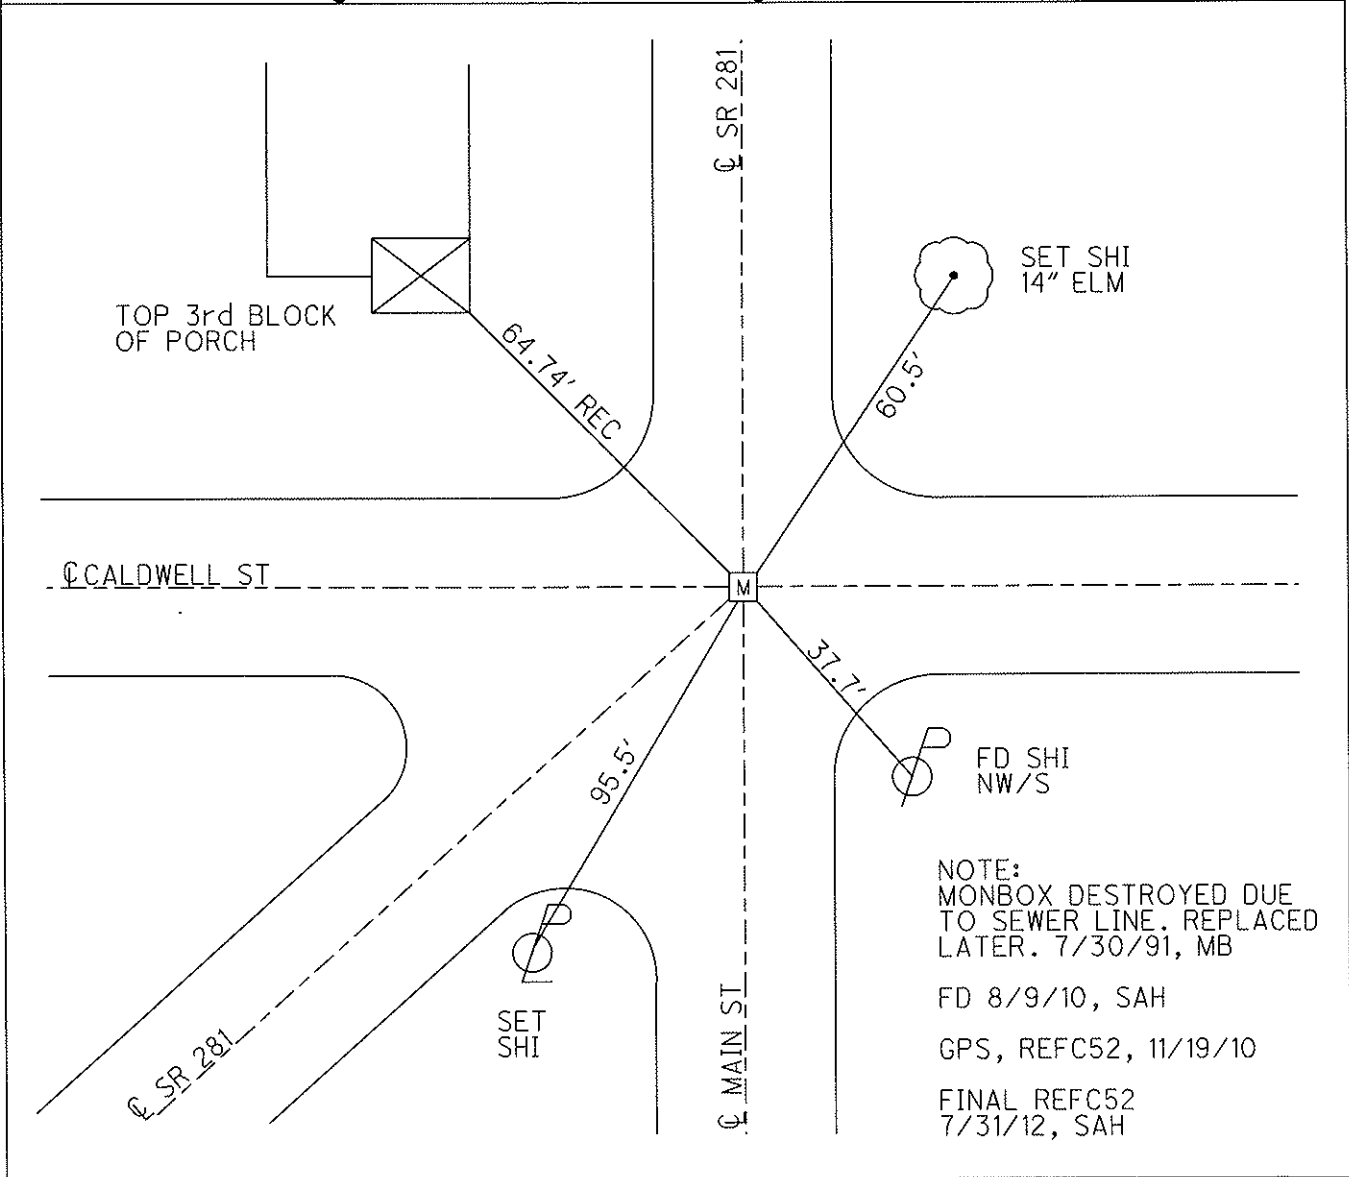 ℄ SR 281
SET SHI
14" ELM
TOP 3rd BLOCK
OF PORCH
64.74' REC
60.5'
℄ CALDWELL ST
M
37.7'
95.5'
FD SHI
NW/S
SET
SHI
℄ SR 281
℄ MAIN ST
NOTE:
MONBOX DESTROYED DUE
TO SEWER LINE. REPLACED
LATER. 7/30/91, MB
FD 8/9/10, SAH
GPS, REFC52, 11/19/10
FINAL REFC52
7/31/12, SAH